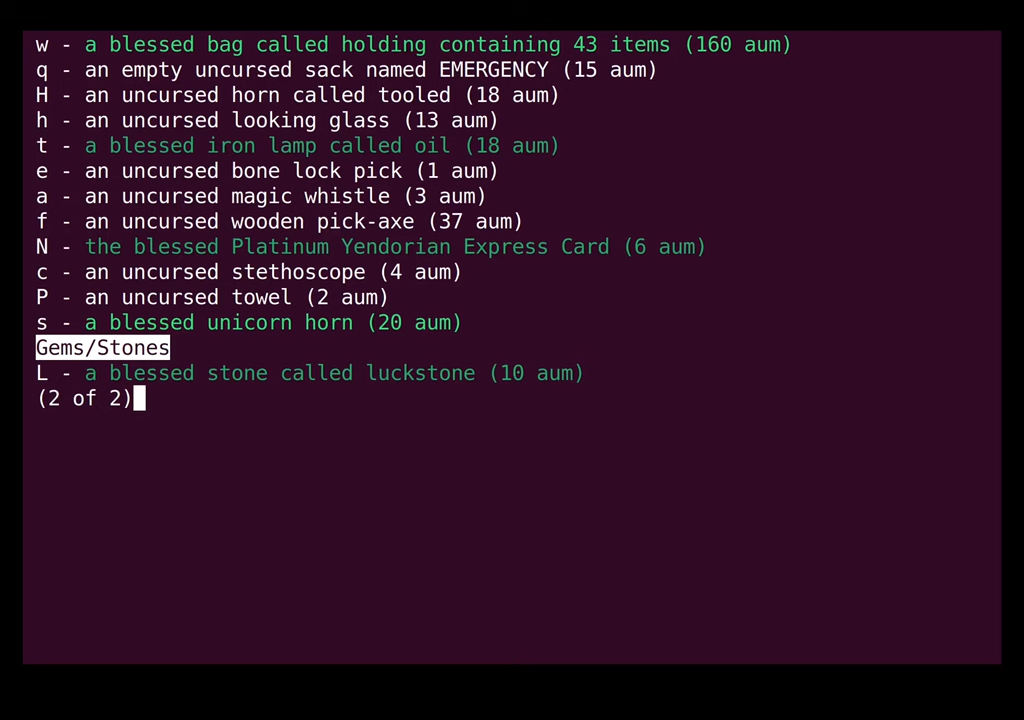 w - a blessed bag called holding containing 43 items (160 aum)
q - an empty uncursed sack named EMERGENCY (15 aum)
H - an uncursed horn called tooled (18 aum)
h - an uncursed looking glass (13 aum)
t - a blessed iron lamp called oil (18 aum)
e - an uncursed bone lock pick (1 aum)
a - an uncursed magic whistle (3 aum)
f - an uncursed wooden pick-axe (37 aum)
N - the blessed Platinum Yendorian Express Card (6 aum)
c - an uncursed stethoscope (4 aum)
P - an uncursed towel (2 aum)
s - a blessed unicorn horn (20 aum)
Gems/Stones
L - a blessed stone called luckstone (10 aum)
(2 of 2)